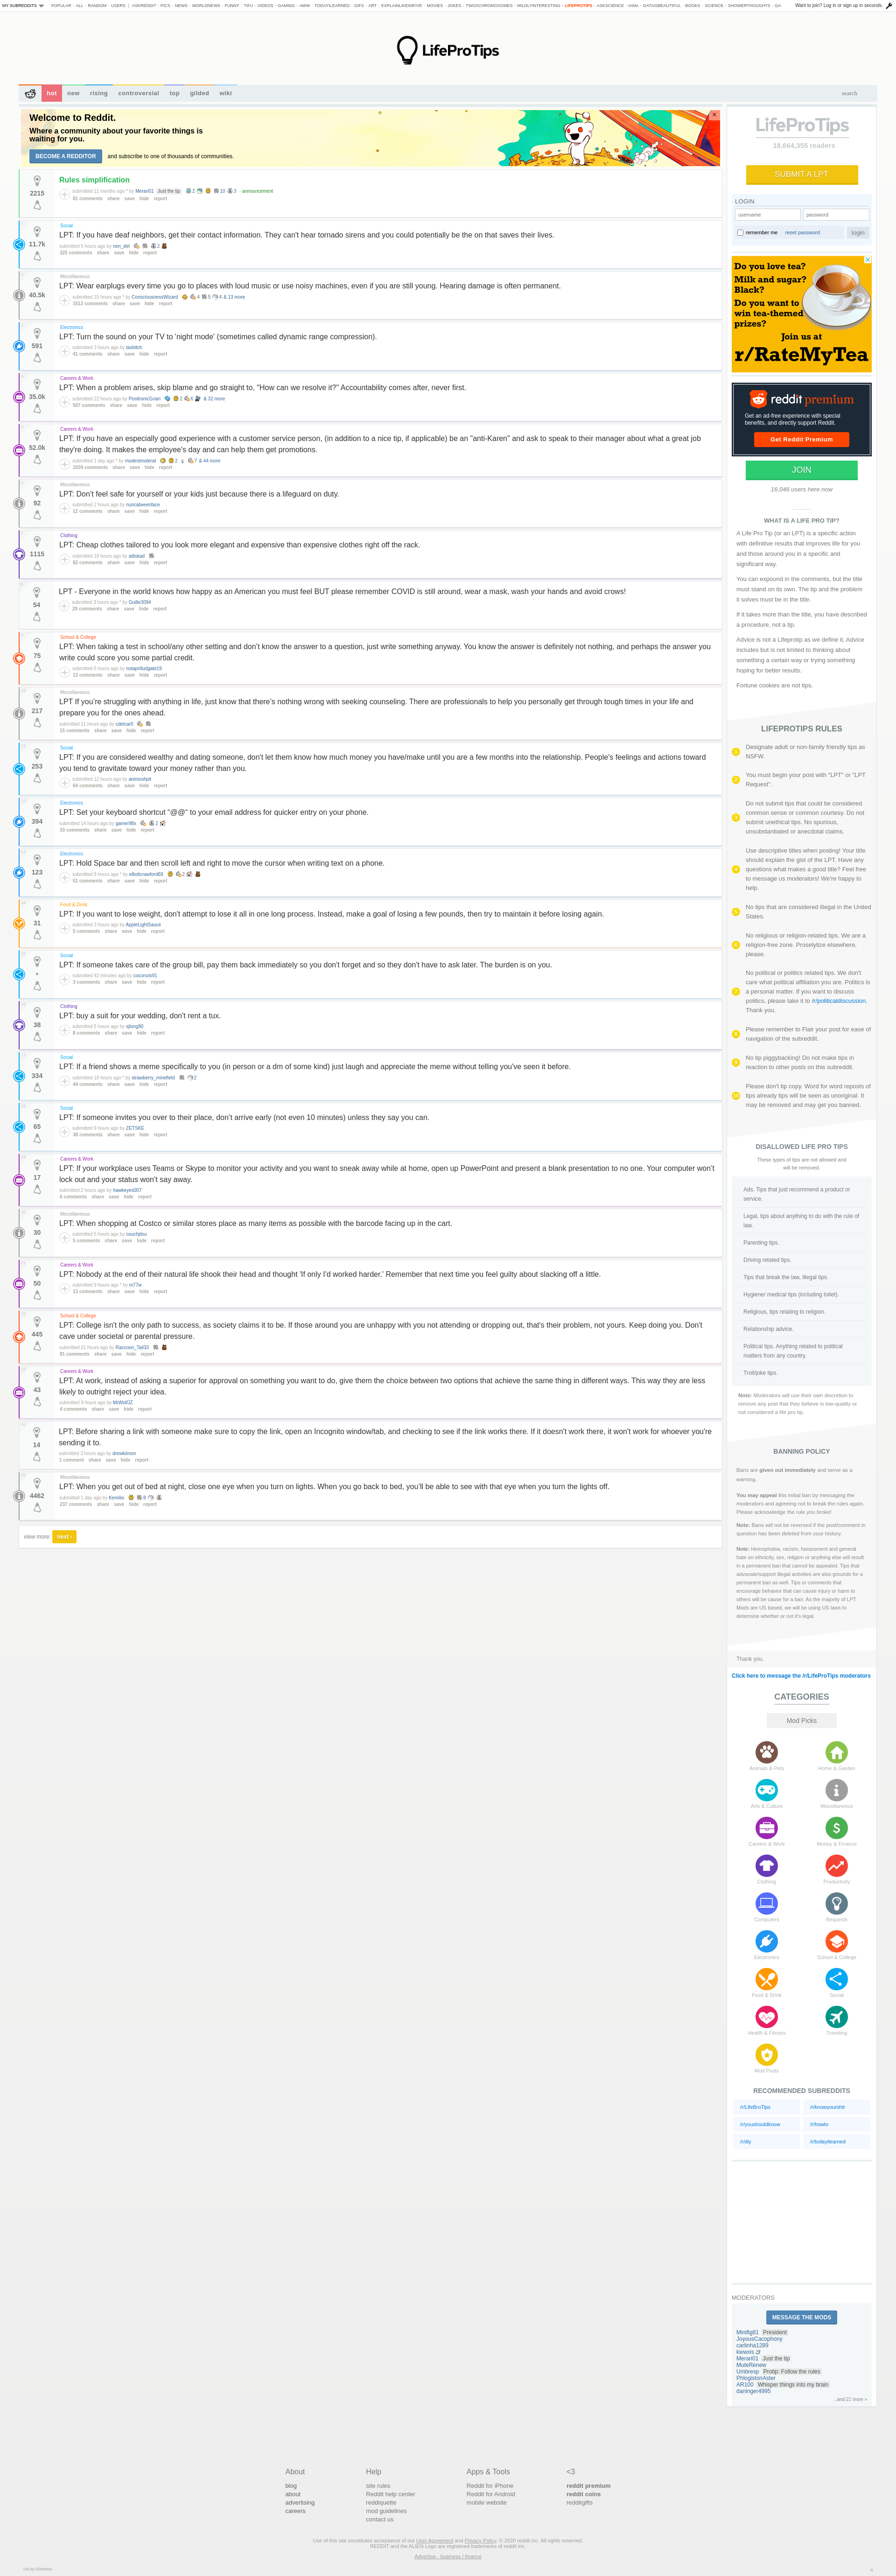 MY SUBREDDITS POPULAR - ALL - RANDOM - USERS | ASKREDDIT - PICS - NEWS - WORLDNEWS - FUNNY - TIFU - VIDEOS - GAMING - AWW - TODAYILEARNED - GIFS - ART - EXPLAINLIKEIMFIVE - MOVIES - JOKES - TWOXCHROMOSOMES - MILDLYINTERESTING - LIFEPROTIPS - ASKSCIENCE - IAMA - DATAISBEAUTIFUL - BOOKS - SCIENCE - SHOWERTHOUGHTS - GA
Want to join? Log in or sign up in seconds.
LifeProTips
hot new rising controversial top gilded wiki
search
Welcome to Reddit.
Where a community about your favorite things is
waiting for you.
BECOME A REDDITOR and subscribe to one of thousands of communities.
2215
Rules simplification
submitted 12 months ago * by Merari01 Just the tip 2 10 3 - announcement
81 comments share save hide report
Social
11.7k
LPT: If you have deaf neighbors, get their contact information. They can't hear tornado sirens and you could potentially be the on that saves their lives.
submitted 5 hours ago by nen_del 2
325 comments share save hide report
Miscellaneous
40.5k
LPT: Wear earplugs every time you go to places with loud music or use noisy machines, even if you are still young. Hearing damage is often permanent.
submitted 15 hours ago * by ConsciousnessWizard 4 5 4 & 13 more
1512 comments share save hide report
Electronics
591
LPT: Turn the sound on your TV to 'night mode' (sometimes called dynamic range compression).
submitted 3 hours ago by tavbitch
41 comments share save hide report
Careers & Work
35.0k
LPT: When a problem arises, skip blame and go straight to, "How can we resolve it?" Accountability comes after, never first.
submitted 22 hours ago by PositronicGrain 2 6 & 32 more
507 comments share save hide report
Careers & Work
52.0k
LPT: If you have an especially good experience with a customer service person, (in addition to a nice tip, if applicable) be an "anti-Karen" and ask to speak to their manager about what a great job
they're doing. It makes the employee's day and can help them get promotions.
submitted 1 day ago * by modestmolerat 2 7 & 44 more
1039 comments share save hide report
Miscellaneous
92
LPT: Don't feel safe for yourself or your kids just because there is a lifeguard on duty.
submitted 2 hours ago by nuncalweenface
12 comments share save hide report
Clothing
1115
LPT: Cheap clothes tailored to you look more elegant and expensive than expensive clothes right off the rack.
submitted 19 hours ago by adrikad
82 comments share save hide report
54
LPT - Everyone in the world knows how happy as an American you must feel BUT please remember COVID is still around, wear a mask, wash your hands and avoid crows!
submitted 3 hours ago * by Guillo3094
29 comments share save hide report
School & College
75
LPT: When taking a test in school/any other setting and don't know the answer to a question, just write something anyway. You know the answer is definitely not nothing, and perhaps the answer you
write could score you some partial credit.
submitted 5 hours ago by notaprilludgate19
13 comments share save hide report
Miscellaneous
217
LPT If you're struggling with anything in life, just know that there's nothing wrong with seeking counseling. There are professionals to help you personally get through tough times in your life and
prepare you for the ones ahead.
submitted 11 hours ago by cdelcar0
15 comments share save hide report
Social
253
LPT: If you are considered wealthy and dating someone, don't let them know how much money you have/make until you are a few months into the relationship. People's feelings and actions toward
you tend to gravitate toward your money rather than you.
submitted 12 hours ago by animeshpit
64 comments share save hide report
Electronics
394
LPT: Set your keyboard shortcut "@@" to your email address for quicker entry on your phone.
submitted 14 hours ago by gamer98x 2
33 comments share save hide report
Electronics
123
LPT: Hold Space bar and then scroll left and right to move the cursor when writing text on a phone.
submitted 9 hours ago * by elliottcrawford69 2
51 comments share save hide report
Food & Drink
31
LPT: If you want to lose weight, don't attempt to lose it all in one long process. Instead, make a goal of losing a few pounds, then try to maintain it before losing again.
submitted 3 hours ago by AppleLightSauce
5 comments share save hide report
Social
•
LPT: If someone takes care of the group bill, pay them back immediately so you don't forget and so they don't have to ask later. The burden is on you.
submitted 42 minutes ago by coconuts91
3 comments share save hide report
Clothing
38
LPT: buy a suit for your wedding, don't rent a tux.
submitted 5 hours ago by sjlong90
8 comments share save hide report
Social
334
LPT: If a friend shows a meme specifically to you (in person or a dm of some kind) just laugh and appreciate the meme without telling you've seen it before.
submitted 18 hours ago * by strawberry_minefield 2
44 comments share save hide report
Social
65
LPT: If someone invites you over to their place, don't arrive early (not even 10 minutes) unless they say you can.
submitted 9 hours ago by ZETSKE
38 comments share save hide report
Careers & Work
17
LPT: If your workplace uses Teams or Skype to monitor your activity and you want to sneak away while at home, open up PowerPoint and present a blank presentation to no one. Your computer won't
lock out and your status won't say away.
submitted 2 hours ago by hawkeyes007
6 comments share save hide report
Miscellaneous
30
LPT: When shopping at Costco or similar stores place as many items as possible with the barcode facing up in the cart.
submitted 5 hours ago by couchjitsu
5 comments share save hide report
Careers & Work
50
LPT: Nobody at the end of their natural life shook their head and thought 'If only I'd worked harder.' Remember that next time you feel guilty about slacking off a little.
submitted 9 hours ago * by m77w
13 comments share save hide report
School & College
445
LPT: College isn't the only path to success, as society claims it to be. If those around you are unhappy with you not attending or dropping out, that's their problem, not yours. Keep doing you. Don't
cave under societal or parental pressure.
submitted 21 hours ago by Raccoon_Tail33
81 comments share save hide report
Careers & Work
43
LPT: At work, instead of asking a superior for approval on something you want to do, give them the choice between two options that achieve the same thing in different ways. This way they are less
likely to outright reject your idea.
submitted 9 hours ago by MrWolfJZ
4 comments share save hide report
14
LPT: Before sharing a link with someone make sure to copy the link, open an Incognito window/tab, and checking to see if the link works there. If it doesn't work there, it won't work for whoever you're
sending it to.
submitted 3 hours ago by drewkirnon
1 comment share save hide report
Miscellaneous
4462
LPT: When you get out of bed at night, close one eye when you turn on lights. When you go back to bed, you'll be able to see with that eye when you turn the light off.
submitted 1 day ago by Kemilio 8
237 comments share save hide report
view more: next ›
LifeProTips
18,664,355 readers
SUBMIT A LPT
LOGIN
username password
remember me reset password login
Do you love tea?
Milk and sugar?
Black?
Do you want to
win tea-themed
prizes?
Join us at
r/RateMyTea
reddit premium
Get an ad-free experience with special
benefits, and directly support Reddit.
Get Reddit Premium
JOIN
16,046 users here now
WHAT IS A LIFE PRO TIP?
A Life Pro Tip (or an LPT) is a specific action
with definitive results that improves life for you
and those around you in a specific and
significant way.
You can expound in the comments, but the title
must stand on its own. The tip and the problem
it solves must be in the title.
If it takes more than the title, you have described
a procedure, not a tip.
Advice is not a Lifeprotip as we define it. Advice
includes but is not limited to thinking about
something a certain way or trying something
hoping for better results.
Fortune cookies are not tips.
LIFEPROTIPS RULES
1 Designate adult or non-family friendly tips as
NSFW.
2 You must begin your post with "LPT" or "LPT
Request".
3 Do not submit tips that could be considered
common sense or common courtesy. Do not
submit unethical tips. No spurious,
unsubstantiated or anecdotal claims.
4 Use descriptive titles when posting! Your title
should explain the gist of the LPT. Have any
questions what makes a good title? Feel free
to message us moderators! We're happy to
help.
5 No tips that are considered illegal in the United
States.
6 No religious or religion-related tips. We are a
religion-free zone. Proselytize elsewhere,
please.
7 No political or politics related tips. We don't
care what political affiliation you are. Politics is
a personal matter. If you want to discuss
politics, please take it to /r/politicaldiscussion.
Thank you.
8 Please remember to Flair your post for ease of
navigation of the subreddit.
9 No tip piggybacking! Do not make tips in
reaction to other posts on this subreddit.
10 Please don't tip copy. Word for word reposts of
tips already tips will be seen as unoriginal. It
may be removed and may get you banned.
DISALLOWED LIFE PRO TIPS
These types of tips are not allowed and
will be removed.
Ads. Tips that just recommend a product or
service.
Legal, tips about anything to do with the rule of
law.
Parenting tips.
Driving related tips.
Tips that break the law, illegal tips.
Hygiene/ medical tips (including toilet).
Religious, tips relating to religion.
Relationship advice.
Political tips. Anything related to political
matters from any country.
Troll/joke tips.
Note: Moderators will use their own discretion to
remove any post that they believe is low-quality or
not considered a life pro tip.
BANNING POLICY
Bans are given out immediately and serve as a
warning.
You may appeal this initial ban by messaging the
moderators and agreeing not to break the rules again.
Please acknowledge the rule you broke!
Note: Bans will not be reversed if the post/comment in
question has been deleted from your history.
Note: Homophobia, racism, harassment and general
hate on ethnicity, sex, religion or anything else will result
in a permanent ban that cannot be appealed. Tips that
advocate/support illegal activities are also grounds for a
permanent ban as well. Tips or comments that
encourage behavior that can cause injury or harm to
others will be cause for a ban. As the majority of LPT
Mods are US based, we will be using US laws to
determine whether or not it's legal.
Thank you.
Click here to message the /r/LifeProTips moderators
CATEGORIES
Mod Picks
Animals & Pets Home & Garden
Arts & Culture Miscellaneous
Careers & Work Money & Finance
Clothing Productivity
Computers Requests
Electronics School & College
Food & Drink Social
Health & Fitness Traveling
Mod Posts
RECOMMENDED SUBREDDITS
/r/LifeBroTips /r/knowyourshit
/r/youshouldknow /r/howto
/r/diy /r/todayilearned
MODERATORS
MESSAGE THE MODS
Minifig81 President
JoyousCacophony
carlinha1289
kwwxis
Merari01 Just the tip
MuteRenew
Umbresp Protip: Follow the rules
PhlogistonAster
AR100 Whisper things into my brain
daninger4995
...and 21 more »
About Help Apps & Tools <3
blog site rules Reddit for iPhone reddit premium
about Reddit help center Reddit for Android reddit coins
advertising reddiquette mobile website redditgifts
careers mod guidelines
contact us
Use of this site constitutes acceptance of our User Agreement and Privacy Policy. © 2020 reddit inc. All rights reserved.
REDDIT and the ALIEN Logo are registered trademarks of reddit inc.
Advertise - business / finance
π